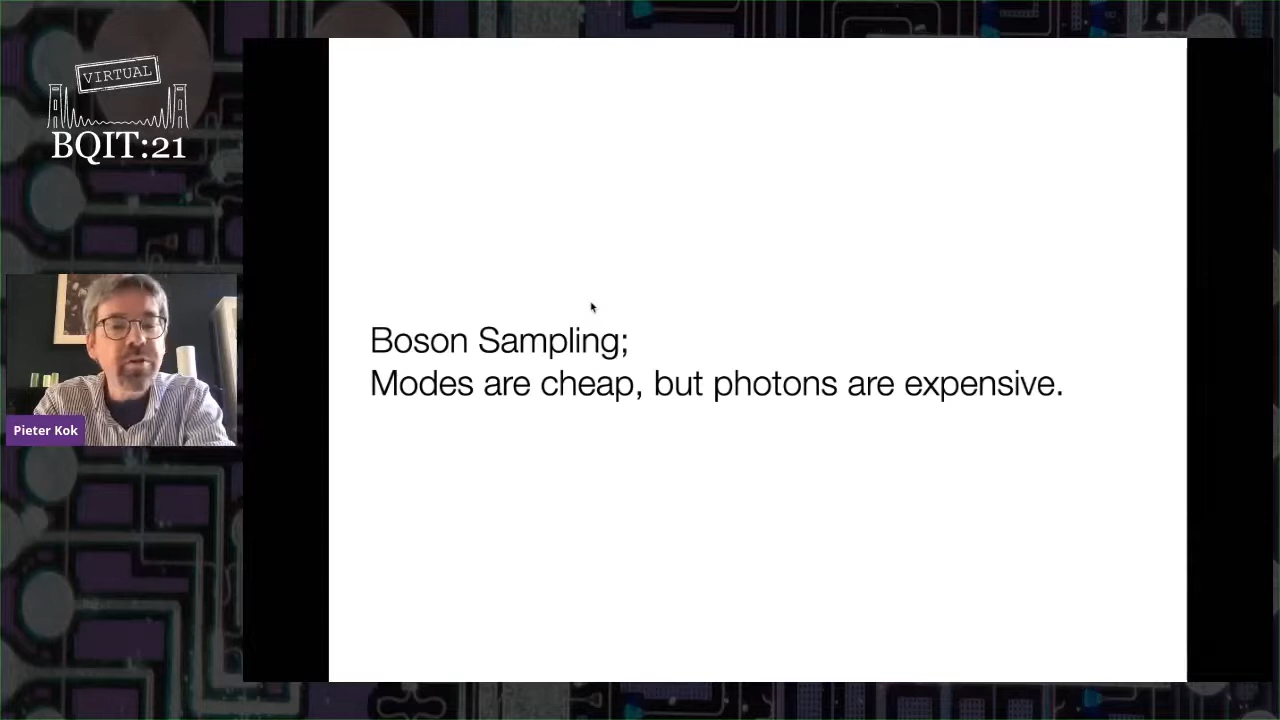 VIRTUAL
BQIT:21
Pieter Kok
Boson Sampling;
Modes are cheap, but photons are expensive.